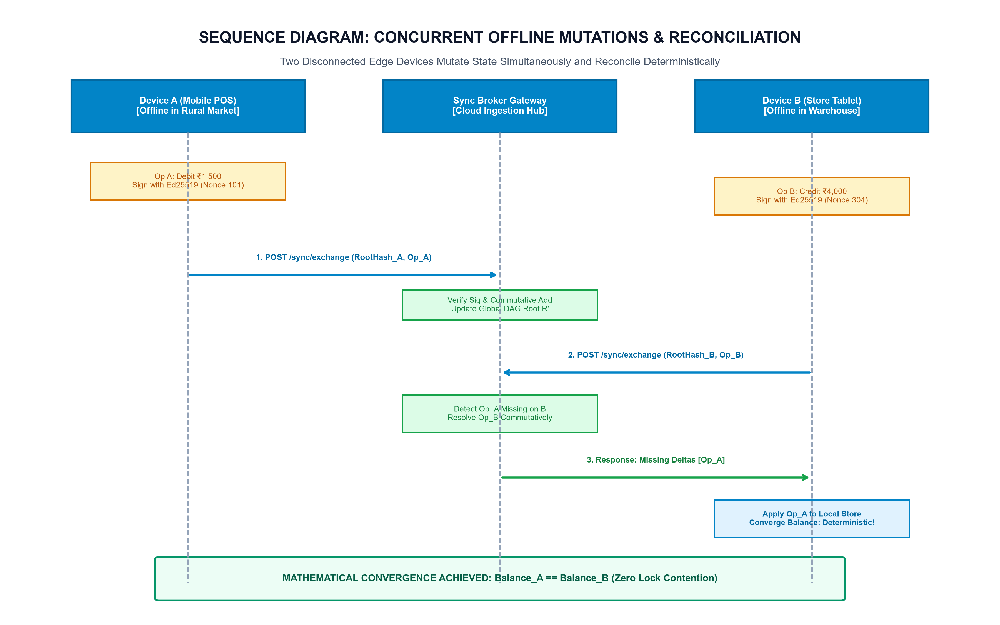 SEQUENCE DIAGRAM: CONCURRENT OFFLINE MUTATIONS & RECONCILIATION
Two Disconnected Edge Devices Mutate State Simultaneously and Reconcile Deterministically
Device A (Mobile POS)
[Offline in Rural Market]
Sync Broker Gateway
[Cloud Ingestion Hub]
Device B (Store Tablet)
[Offline in Warehouse]
Op A: Debit ₹1,500
Sign with Ed25519 (Nonce 101)
Op B: Credit ₹4,000
Sign with Ed25519 (Nonce 304)
1. POST /sync/exchange (RootHash_A, Op_A)
Verify Sig & Commutative Add
Update Global DAG Root R'
2. POST /sync/exchange (RootHash_B, Op_B)
Detect Op_A Missing on B
Resolve Op_B Commutatively
3. Response: Missing Deltas [Op_A]
Apply Op_A to Local Store
Converge Balance: Deterministic!
MATHEMATICAL CONVERGENCE ACHIEVED: Balance_A == Balance_B (Zero Lock Contention)